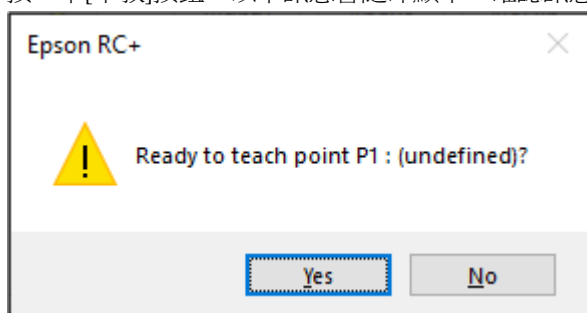 Epson RC+
Ready to teach point P1 : (undefined)?
Yes
No